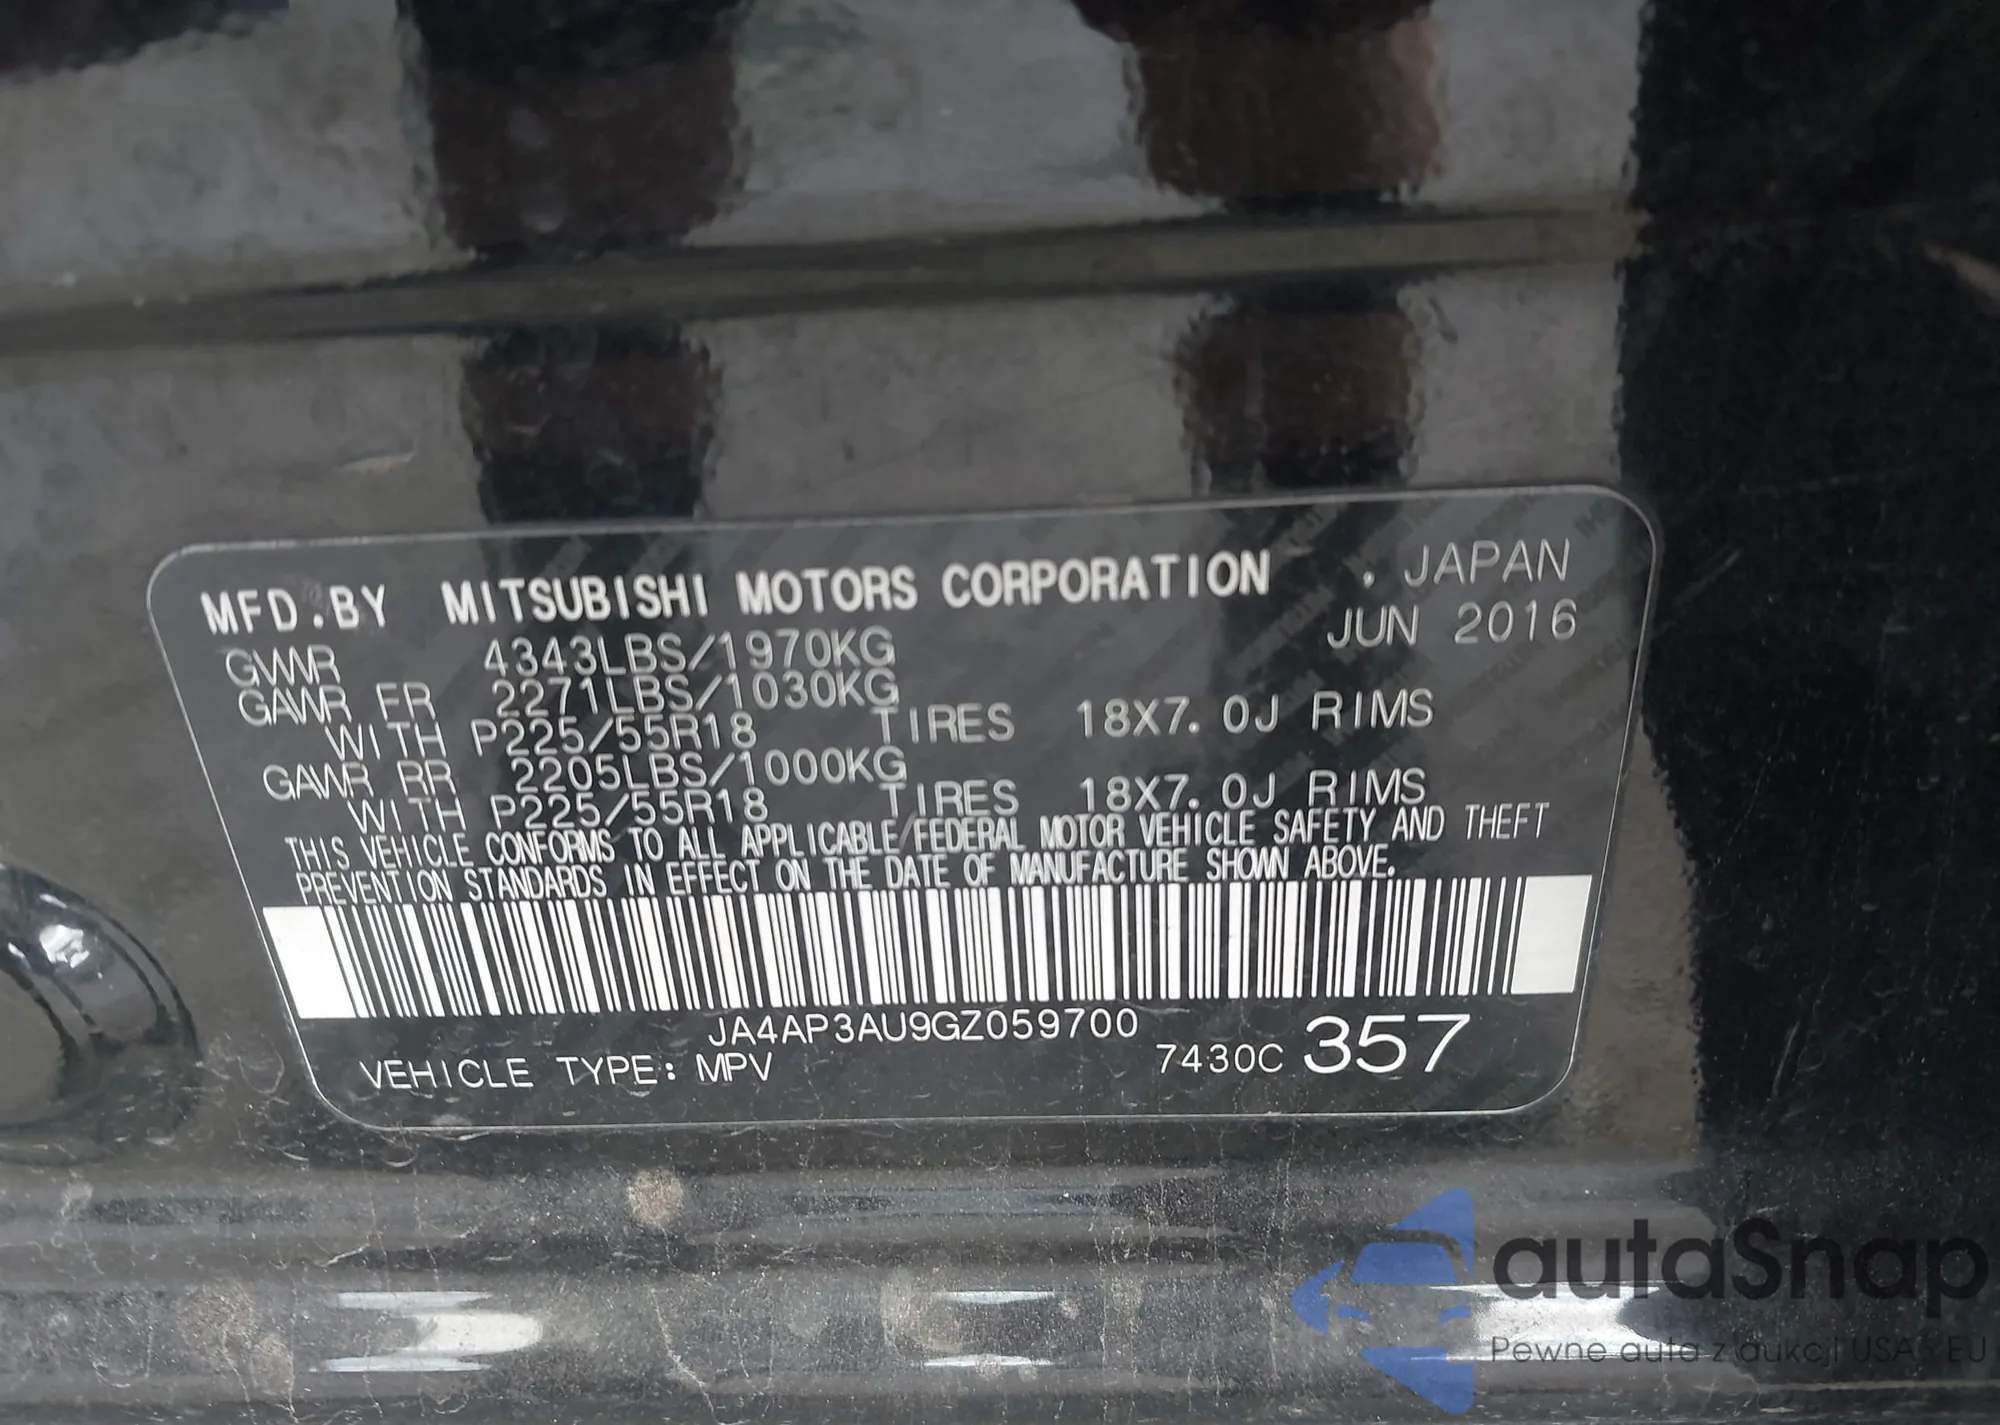 MFD.BY MITSUBISHI MOTORS CORPORATION , JAPAN
JUN 2016
GVWR 4343LBS/1970KG
GAWR FR 2271LBS/1030KG
WITH P225/55R18 TIRES 18X7.0J RIMS
GAWR RR 2205LBS/1000KG
WITH P225/55R18 TIRES 18X7.0J RIMS
THIS VEHICLE CONFORMS TO ALL APPLICABLE FEDERAL MOTOR VEHICLE SAFETY AND THEFT
PREVENTION STANDARDS IN EFFECT ON THE DATE OF MANUFACTURE SHOWN ABOVE.
JA4AP3AU9GZ059700
VEHICLE TYPE: MPV 7430C 357
autaSnap
Pewne auta z aukcji USA i EU